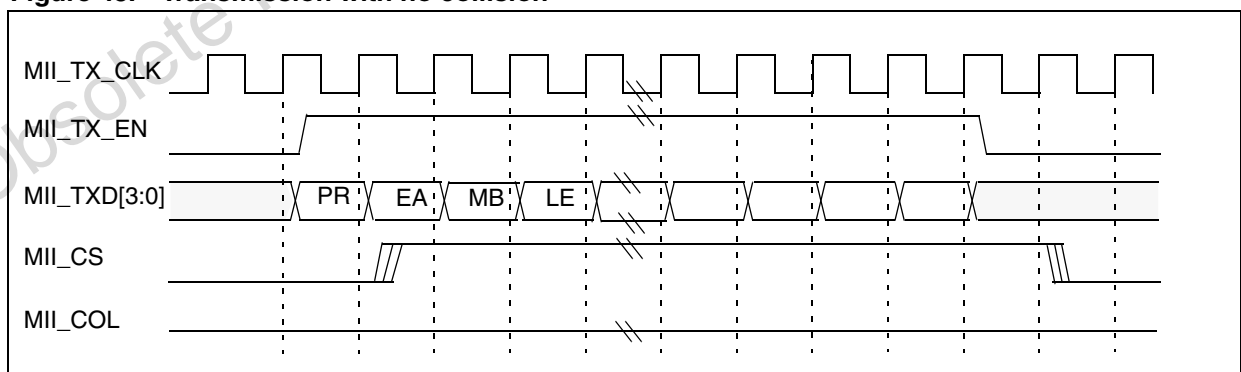 MII_TX_CLK
MII_TX_EN
MII_TXD[3:0] PR EA MB LE
MII_CS
MII_COL